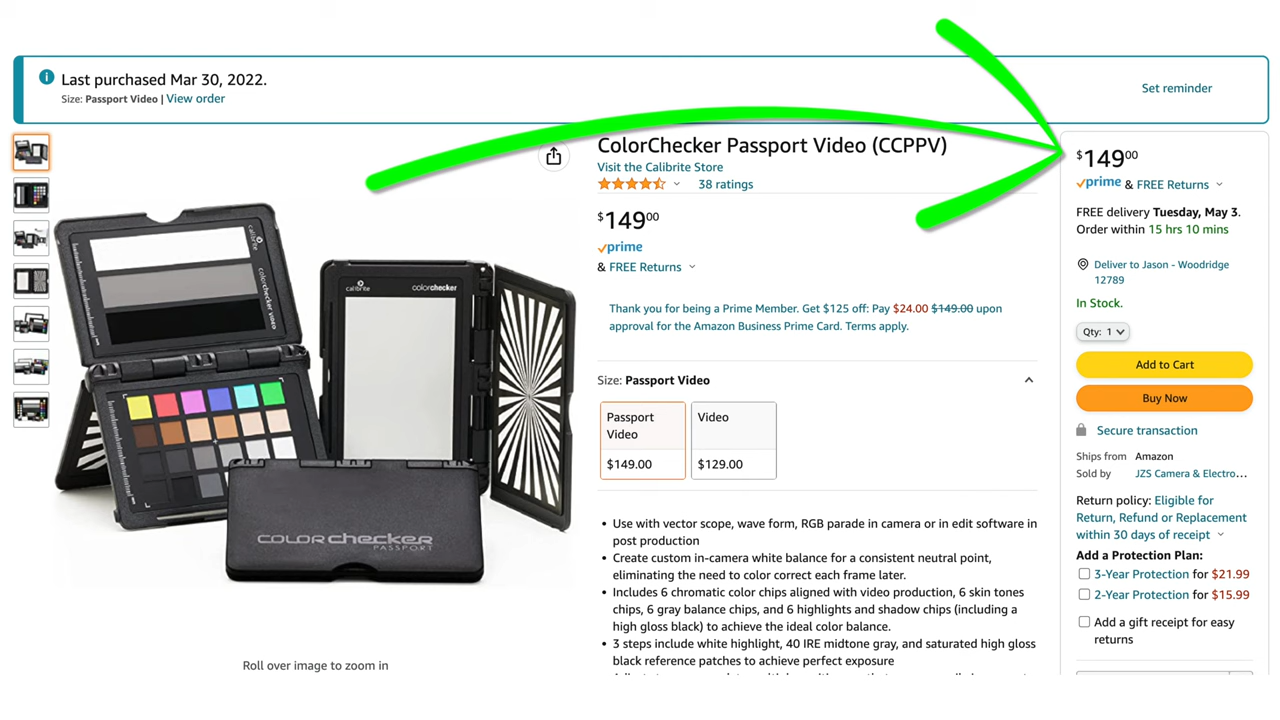 Last purchased Mar 30, 2022.
Size: Passport Video | View order
Set reminder
ColorChecker Passport Video (CCPPV)
Visit the Calibrite Store
38 ratings
$14900
prime
& FREE Returns
Thank you for being a Prime Member. Get $125 off: Pay $24.00 $149.00 upon
approval for the Amazon Business Prime Card. Terms apply.
Size: Passport Video
Passport
Video
$149.00
Video
$129.00
• Use with vector scope, wave form, RGB parade in camera or in edit software in
post production
• Create custom in-camera white balance for a consistent neutral point,
eliminating the need to color correct each frame later.
• Includes 6 chromatic color chips aligned with video production, 6 skin tones
chips, 6 gray balance chips, and 6 highlights and shadow chips (including a
high gloss black) to achieve the ideal color balance.
• 3 steps include white highlight, 40 IRE midtone gray, and saturated high gloss
black reference patches to achieve perfect exposure
calibrite
colorchecker VIDEO
calibrite
colorchecker
COLORCHECKER
PASSPORT
Roll over image to zoom in
$14900
prime & FREE Returns
FREE delivery Tuesday, May 3.
Order within 15 hrs 10 mins
Deliver to Jason - Woodridge
12789
In Stock.
Qty: 1
Add to Cart
Buy Now
Secure transaction
Ships from Amazon
Sold by JZS Camera & Electro…
Return policy: Eligible for
Return, Refund or Replacement
within 30 days of receipt
Add a Protection Plan:
3-Year Protection for $21.99
2-Year Protection for $15.99
Add a gift receipt for easy
returns